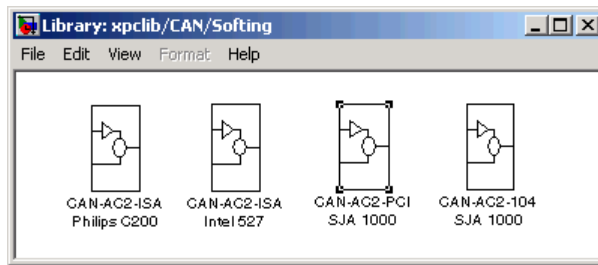 Library: xpclib/CAN/Softing
File Edit View Format Help
CAN-AC2-ISA CAN-AC2-ISA CAN-AC2-PCI CAN-AC2-104
Philips C200 Intel 527 SJA 1000 SJA 1000